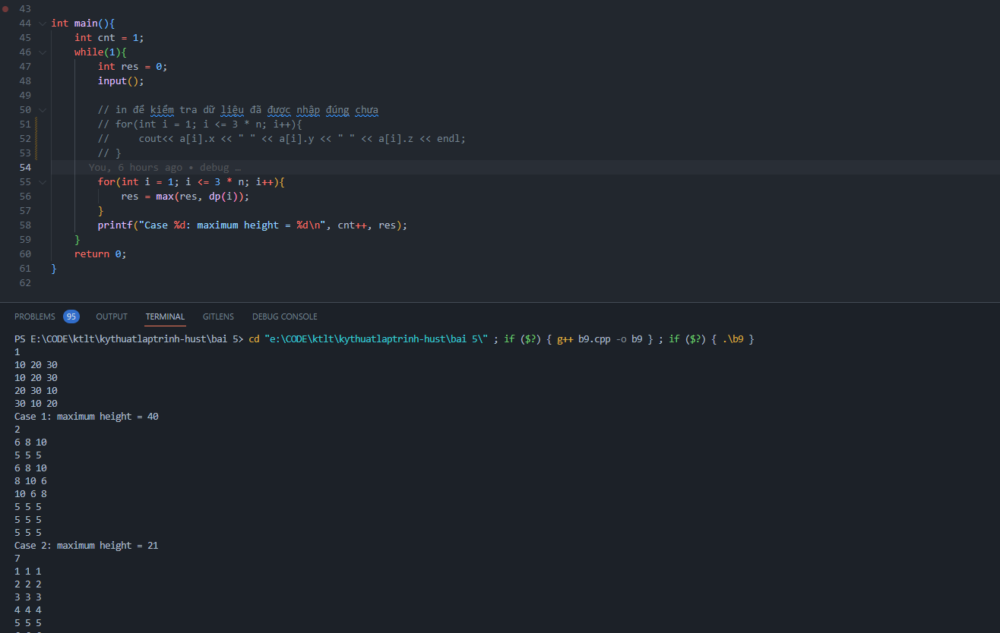 43
44 int main(){
45 int cnt = 1;
46 while(1){
47 int res = 0;
48 input();
49
50 // in để kiểm tra dữ liệu đã được nhập đúng chưa
51 // for(int i = 1; i <= 3 * n; i++){
52 // cout<< a[i].x << " " << a[i].y << " " << a[i].z << endl;
53 // }
54 You, 6 hours ago • debug …
55 for(int i = 1; i <= 3 * n; i++){
56 res = max(res, dp(i));
57 }
58 printf("Case %d: maximum height = %d\n", cnt++, res);
59 }
60 return 0;
61 }
62
PROBLEMS 95 OUTPUT TERMINAL GITLENS DEBUG CONSOLE
PS E:\CODE\ktlt\kythuatlaptrinh-hust\bai 5> cd "e:\CODE\ktlt\kythuatlaptrinh-hust\bai 5\" ; if ($?) { g++ b9.cpp -o b9 } ; if ($?) { .\b9 }
1
10 20 30
10 20 30
20 30 10
30 10 20
Case 1: maximum height = 40
2
6 8 10
5 5 5
6 8 10
8 10 6
10 6 8
5 5 5
5 5 5
5 5 5
Case 2: maximum height = 21
7
1 1 1
2 2 2
3 3 3
4 4 4
5 5 5